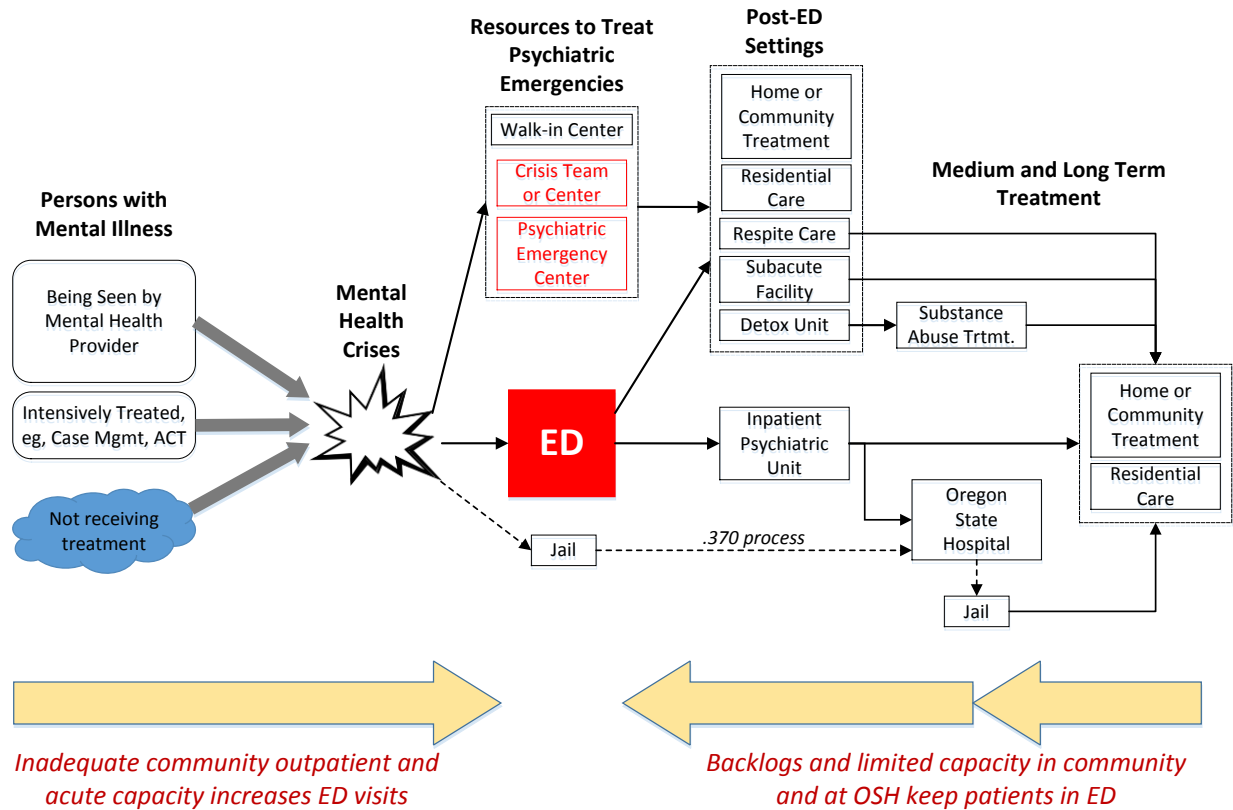 Resources to Treat
Psychiatric
Emergencies
Post-ED
Settings
Walk-in Center
Crisis Team
or Center
Psychiatric
Emergency
Center
Home or
Community
Treatment
Residential
Care
Respite Care
Subacute
Facility
Detox Unit
Substance
Abuse Trtmt.
Medium and Long Term
Treatment
Persons with
Mental Illness
Being Seen by
Mental Health
Provider
Intensively Treated,
eg, Case Mgmt, ACT
Not receiving
treatment
Mental
Health
Crises
ED
Inpatient
Psychiatric
Unit
Home or
Community
Treatment
Residential
Care
Oregon
State
Hospital
Jail
.370 process
Jail
Inadequate community outpatient and
acute capacity increases ED visits
Backlogs and limited capacity in community
and at OSH keep patients in ED